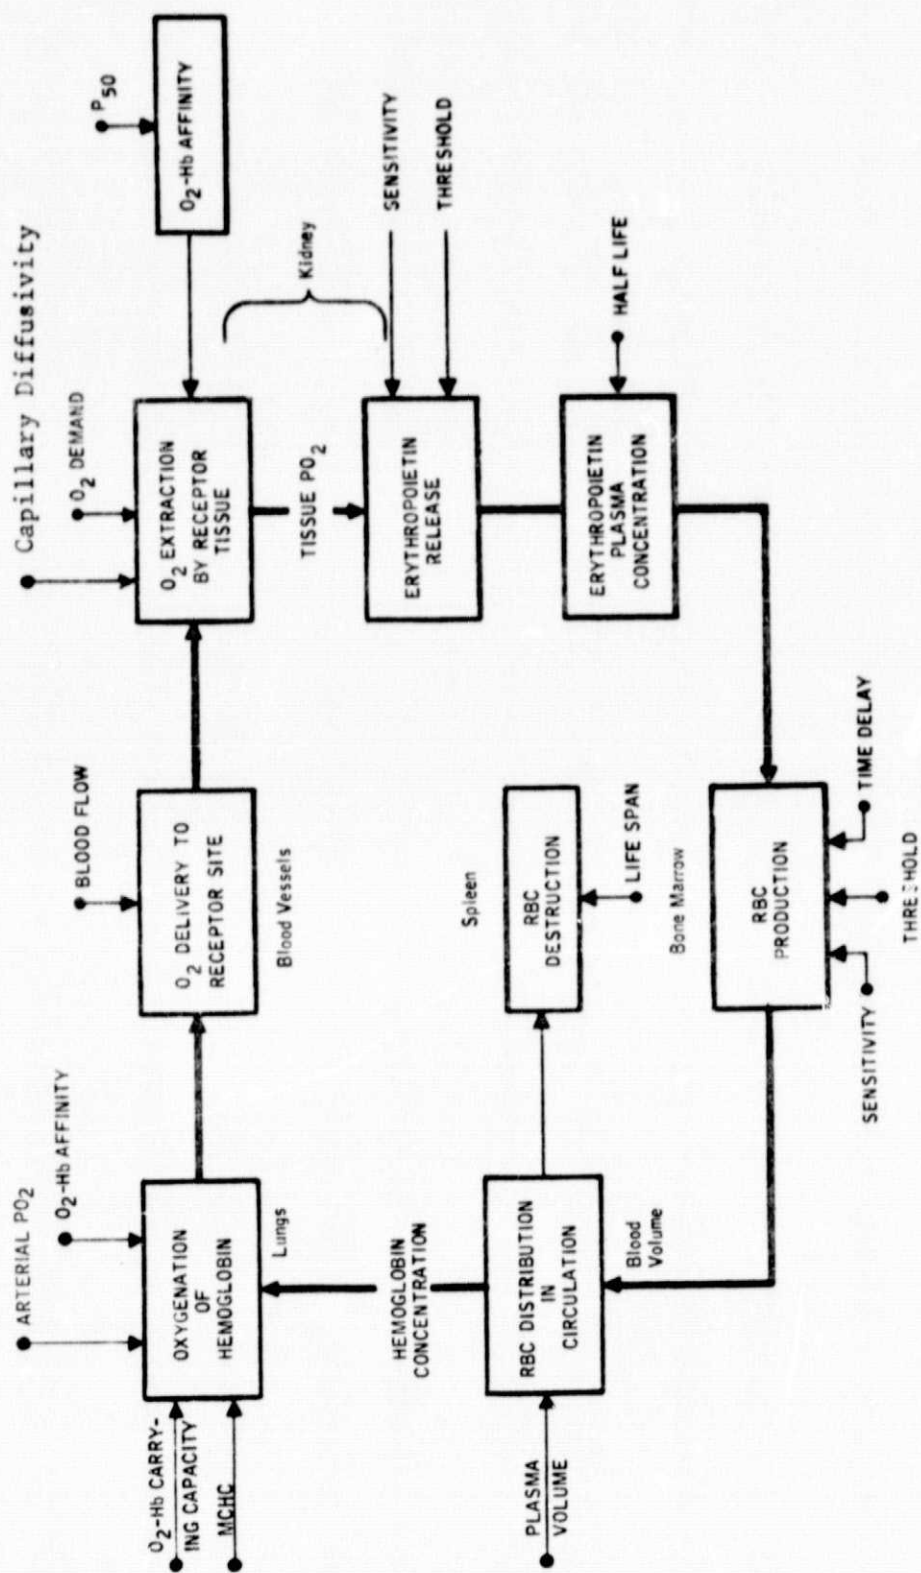 Capillary Diffusivity
ARTERIAL PO2
O2-Hb AFFINITY
BLOOD FLOW
O2 DEMAND
P50
O2-Hb CARRY-
ING CAPACITY
MCHC
OXYGENATION
OF
HEMOGLOBIN
Lungs
O2 DELIVERY TO
RECEPTOR SITE
Blood Vessels
O2 EXTRACTION
BY RECEPTOR
TISSUE
O2-Hb AFFINITY
Kidney
TISSUE PO2
SENSITIVITY
THRESHOLD
ERYTHROPOIETIN
RELEASE
HALF LIFE
ERYTHROPOIETIN
PLASMA
CONCENTRATION
HEMOGLOBIN
CONCENTRATION
PLASMA
VOLUME
RBC DISTRIBUTION
IN
CIRCULATION
Blood
Volume
Spleen
RBC
DESTRUCTION
LIFE SPAN
Bone Marrow
RBC
PRODUCTION
SENSITIVITY
THRESHOLD
TIME DELAY